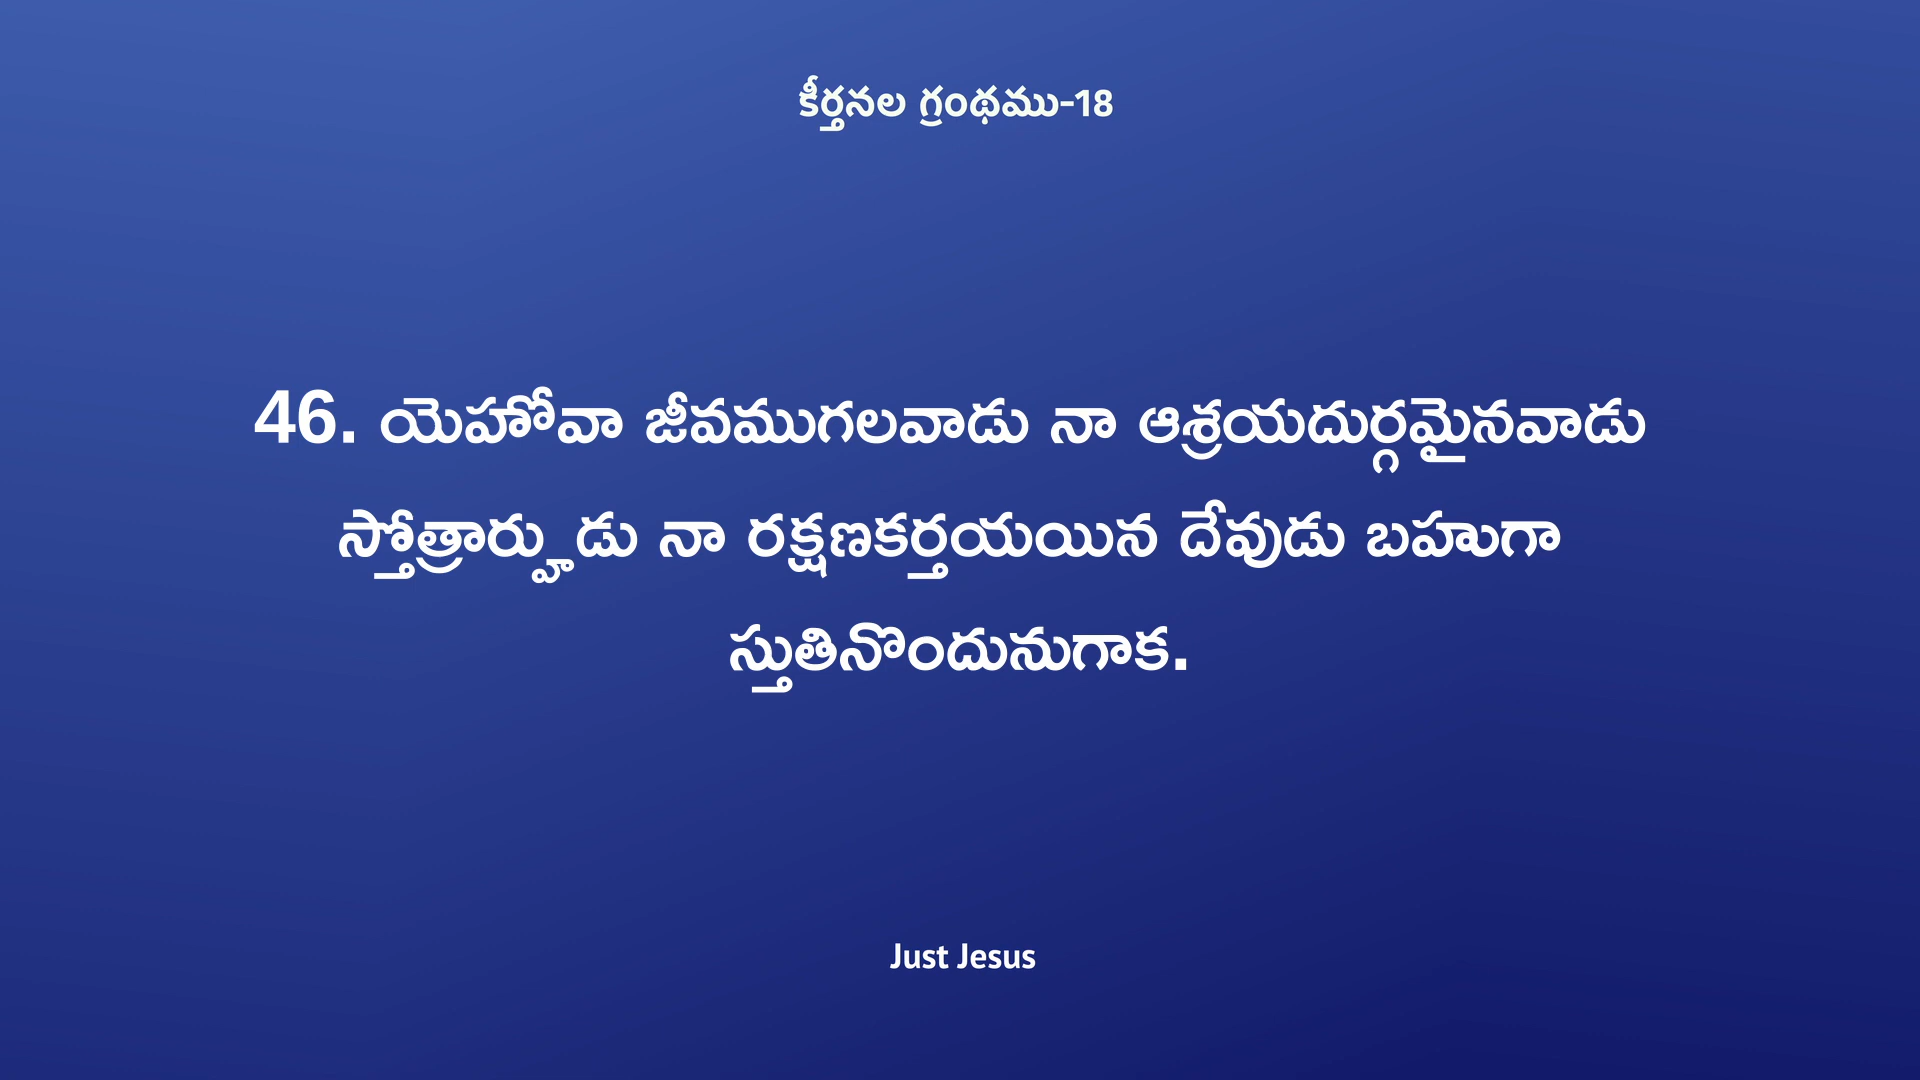 కీర్తనల గ్రంథము-18
46. యెహోవా జీవముగలవాడు నా ఆశ్రయదుర్గమైనవాడు
స్తోత్రార్హుడు నా రక్షణకర్తయయిన దేవుడు బహుగా
స్తుతినొందునుగాక.
Just Jesus